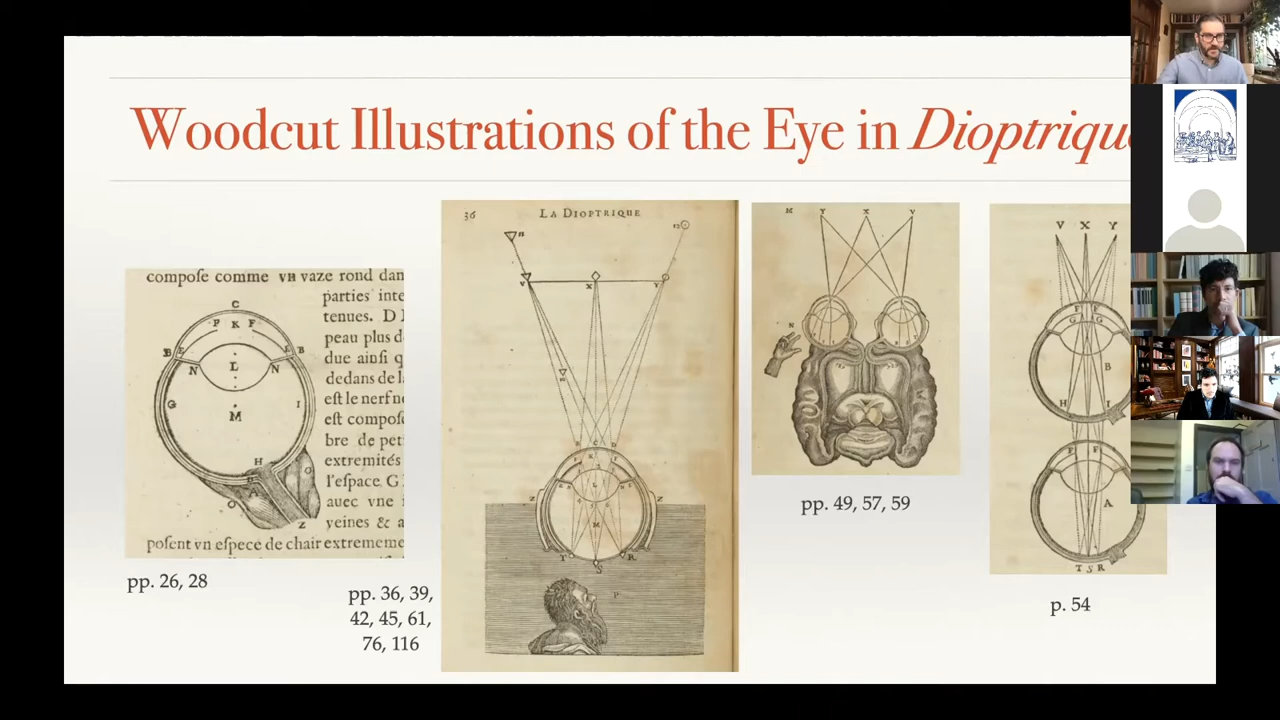 Woodcut Illustrations of the Eye in Dioptriqu
compose comme vn vaze rond dan
parties inte
tenues. D
peau plus d
due ainsi q
dedans de l
est le nerf n
est compos
bre de pet
extremités
l'espace. G
auec vne
veines & a
posent vn espece de chair extrememe
C
F K F
B E E B
N L N
G M I
H
O
O
Z
pp. 26, 28
36 LA DIOPTRIQUE
V X Y
Z Z
L
M
T R
S
P
pp. 36, 39,
42, 45, 61,
76, 116
M Y X V
N
pp. 49, 57, 59
V X Y
F E
G G
B
H I
E F
A
T S R
p. 54